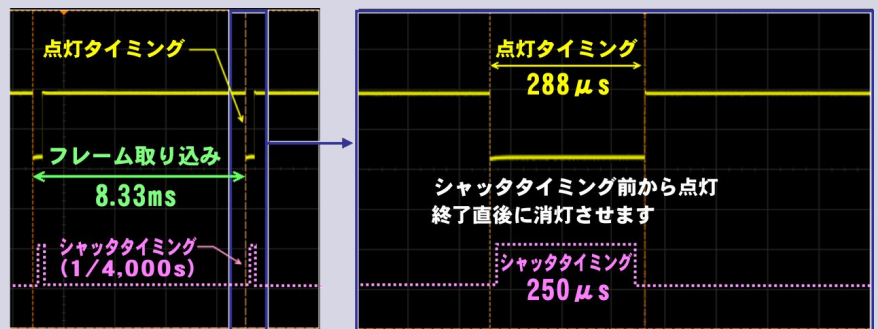 点灯タイミング
フレーム取り込み
8.33ms
シャッタタイミング
(1/4,000s)
点灯タイミング
288μs
シャッタタイミング前から点灯
終了直後に消灯させます
シャッタタイミング
250μs